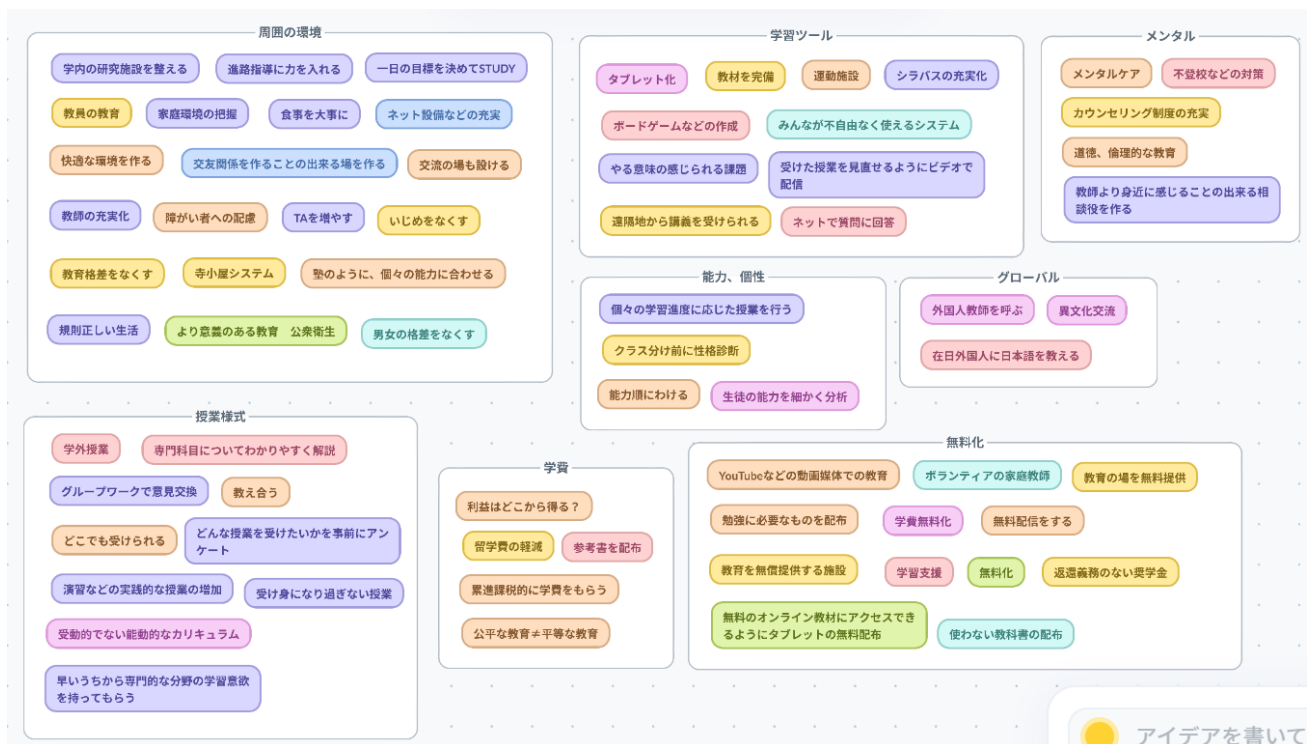 周囲の環境
学内の研究施設を整える
進路指導に力を入れる
一日の目標を決めてSTUDY
教員の教育
家庭環境の把握
食事を大事に
ネット設備などの充実
快適な環境を作る
交友関係を作ることの出来る場を作る
交流の場も設ける
教師の充実化
障がい者への配慮
TAを増やす
いじめをなくす
教育格差をなくす
寺小屋システム
塾のように、個々の能力に合わせる
規則正しい生活
より意義のある教育 公衆衛生
男女の格差をなくす
学習ツール
タブレット化
教材を完備
運動施設
シラバスの充実化
ボードゲームなどの作成
みんなが不自由なく使えるシステム
やる意味の感じられる課題
受けた授業を見直せるようにビデオで
配信
遠隔地から講義を受けられる
ネットで質問に回答
メンタル
メンタルケア
不登校などの対策
カウンセリング制度の充実
道徳、倫理的な教育
教師より身近に感じることの出来る相
談役を作る
能力、個性
個々の学習進度に応じた授業を行う
クラス分け前に性格診断
能力順にわける
生徒の能力を細かく分析
グローバル
外国人教師を呼ぶ
異文化交流
在日外国人に日本語を教える
授業様式
学外授業
専門科目についてわかりやすく解説
グループワークで意見交換
教え合う
どこでも受けられる
どんな授業を受けたいかを事前にアン
ケート
演習などの実践的な授業の増加
受け身になり過ぎない授業
受動的でない能動的なカリキュラム
早いうちから専門的な分野の学習意欲
を持ってもらう
学費
利益はどこから得る？
留学費の軽減
参考書を配布
累進課税的に学費をもらう
公平な教育≠平等な教育
無料化
YouTubeなどの動画媒体での教育
ボランティアの家庭教師
教育の場を無料提供
勉強に必要なものを配布
学費無料化
無料配信をする
教育を無償提供する施設
学習支援
無料化
返還義務のない奨学金
無料のオンライン教材にアクセスでき
るようにタブレットの無料配布
使わない教科書の配布
アイデアを書いて